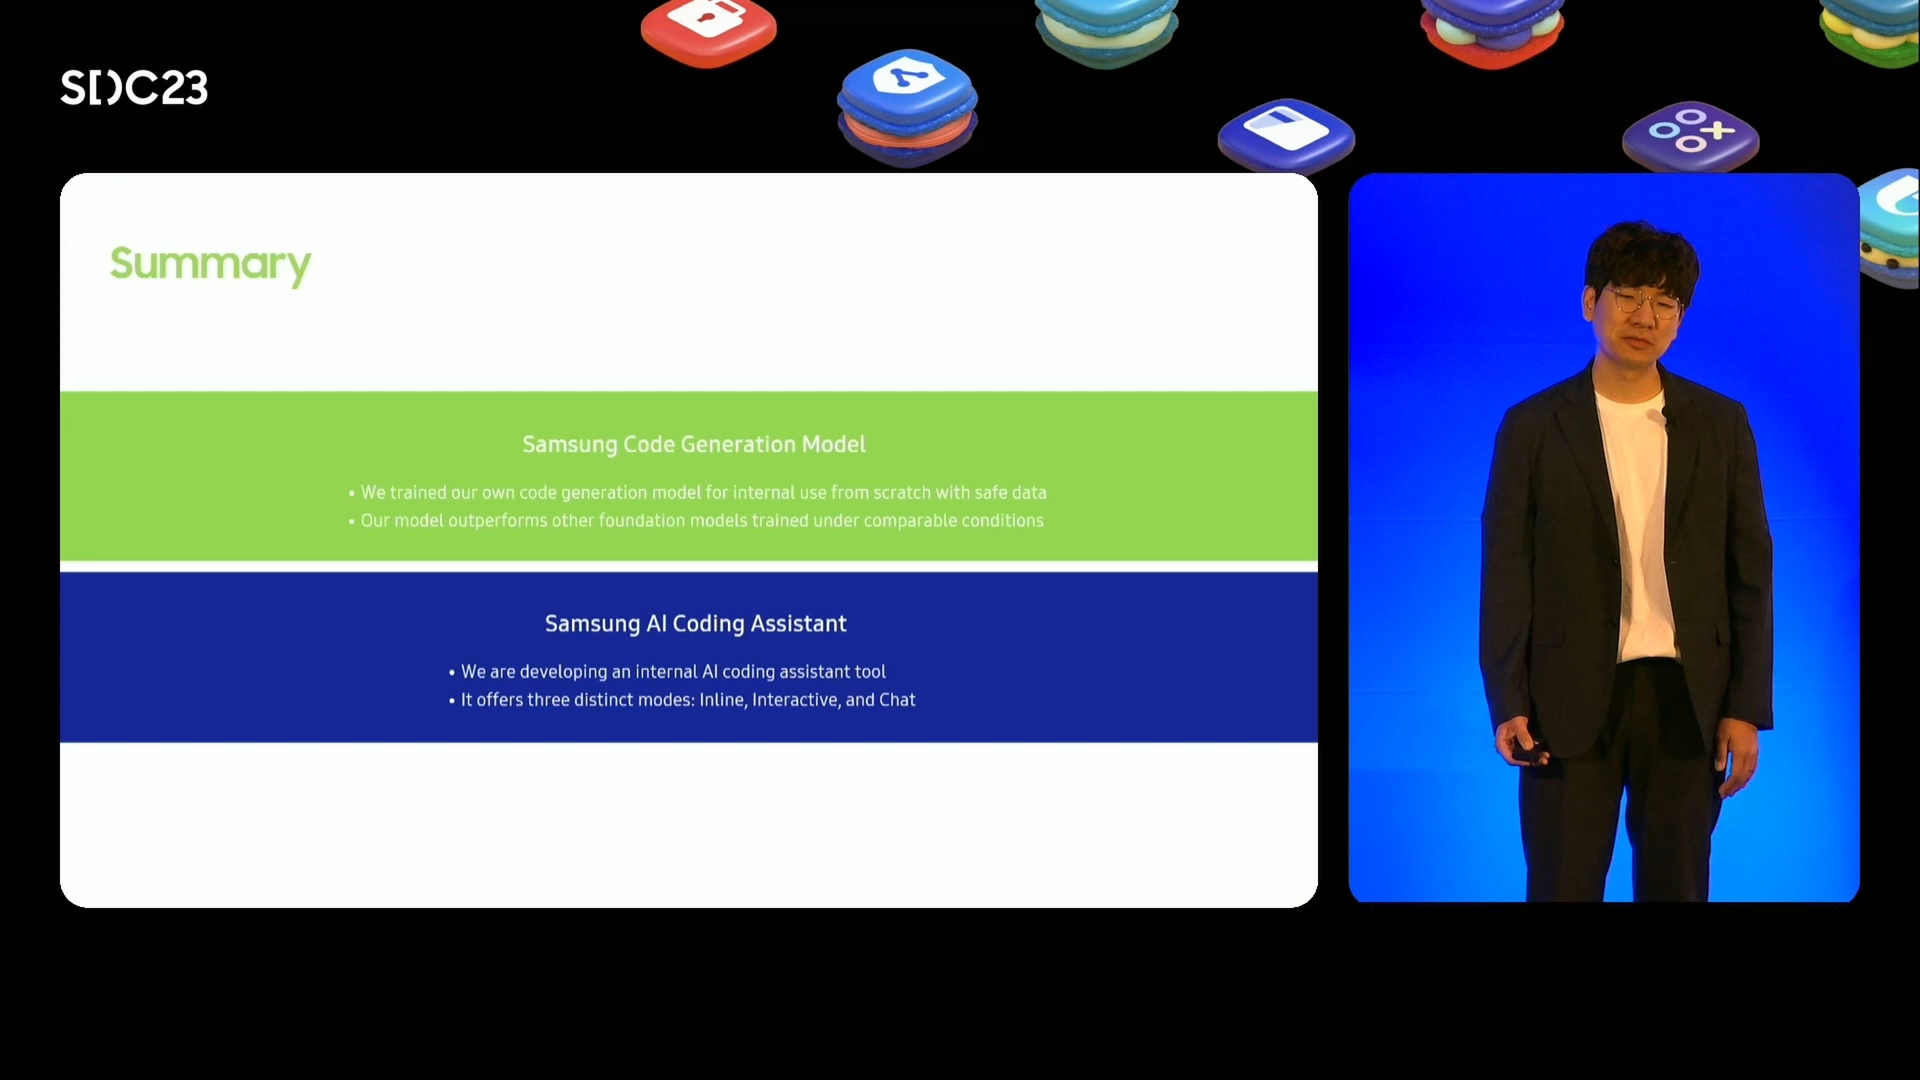 SDC23
Summary
Samsung Code Generation Model
• We trained our own code generation model for internal use from scratch with safe data
• Our model outperforms other foundation models trained under comparable conditions
Samsung AI Coding Assistant
• We are developing an internal AI coding assistant tool
• It offers three distinct modes: Inline, Interactive, and Chat